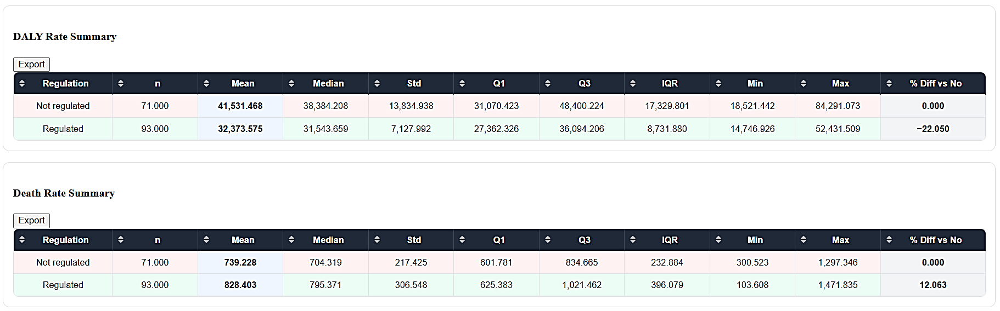 DALY Rate Summary
Export
Regulation n Mean Median Std Q1 Q3 IQR Min Max % Diff vs No
Not regulated 71.000 41,531.468 38,384.208 13,834.938 31,070.423 48,400.224 17,329.801 18,521.442 84,291.073 0.000
Regulated 93.000 32,373.575 31,543.659 7,127.992 27,362.326 36,094.206 8,731.880 14,746.926 52,431.509 −22.050
Death Rate Summary
Export
Regulation n Mean Median Std Q1 Q3 IQR Min Max % Diff vs No
Not regulated 71.000 739.228 704.319 217.425 601.781 834.665 232.884 300.523 1,297.346 0.000
Regulated 93.000 828.403 795.371 306.548 625.383 1,021.462 396.079 103.608 1,471.835 12.063